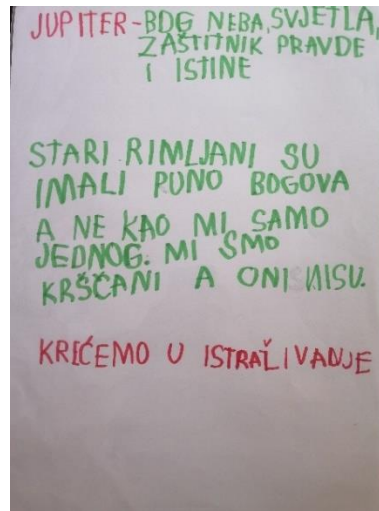 JUPITER-BOG NEBA, SVJETLA,
ZAŠTITNIK PRAVDE
I ISTINE
STARI RIMLJANI SU
IMALI PUNO BOGOVA
A NE KAO MI SAMO
JEDNOG. MI SMO
KRŠČANI A ONI NISU.
KREĆEMO U ISTRAŽIVANJE